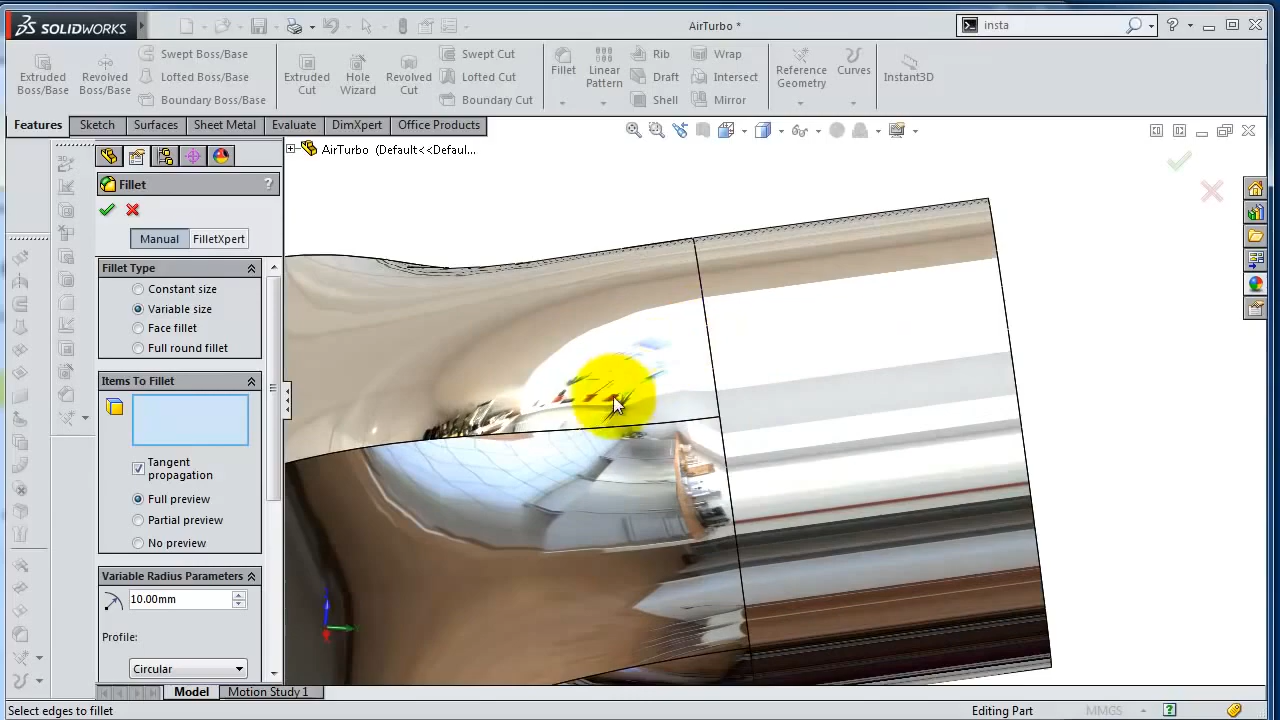 SOLIDWORKS
AirTurbo *
insta
Extruded Boss/Base
Revolved Boss/Base
Swept Boss/Base
Lofted Boss/Base
Boundary Boss/Base
Extruded Cut
Hole Wizard
Revolved Cut
Swept Cut
Lofted Cut
Boundary Cut
Fillet
Linear Pattern
Rib
Draft
Shell
Wrap
Intersect
Mirror
Reference Geometry
Curves
Instant3D
Features
Sketch
Surfaces
Sheet Metal
Evaluate
DimXpert
Office Products
AirTurbo (Default<<Defaul...
Fillet
?
Manual
FilletXpert
Fillet Type
Constant size
Variable size
Face fillet
Full round fillet
Items To Fillet
Tangent
propagation
Full preview
Partial preview
No preview
Variable Radius Parameters
10.00mm
Profile:
Circular
Model
Motion Study 1
Select edges to fillet
Editing Part
MMGS